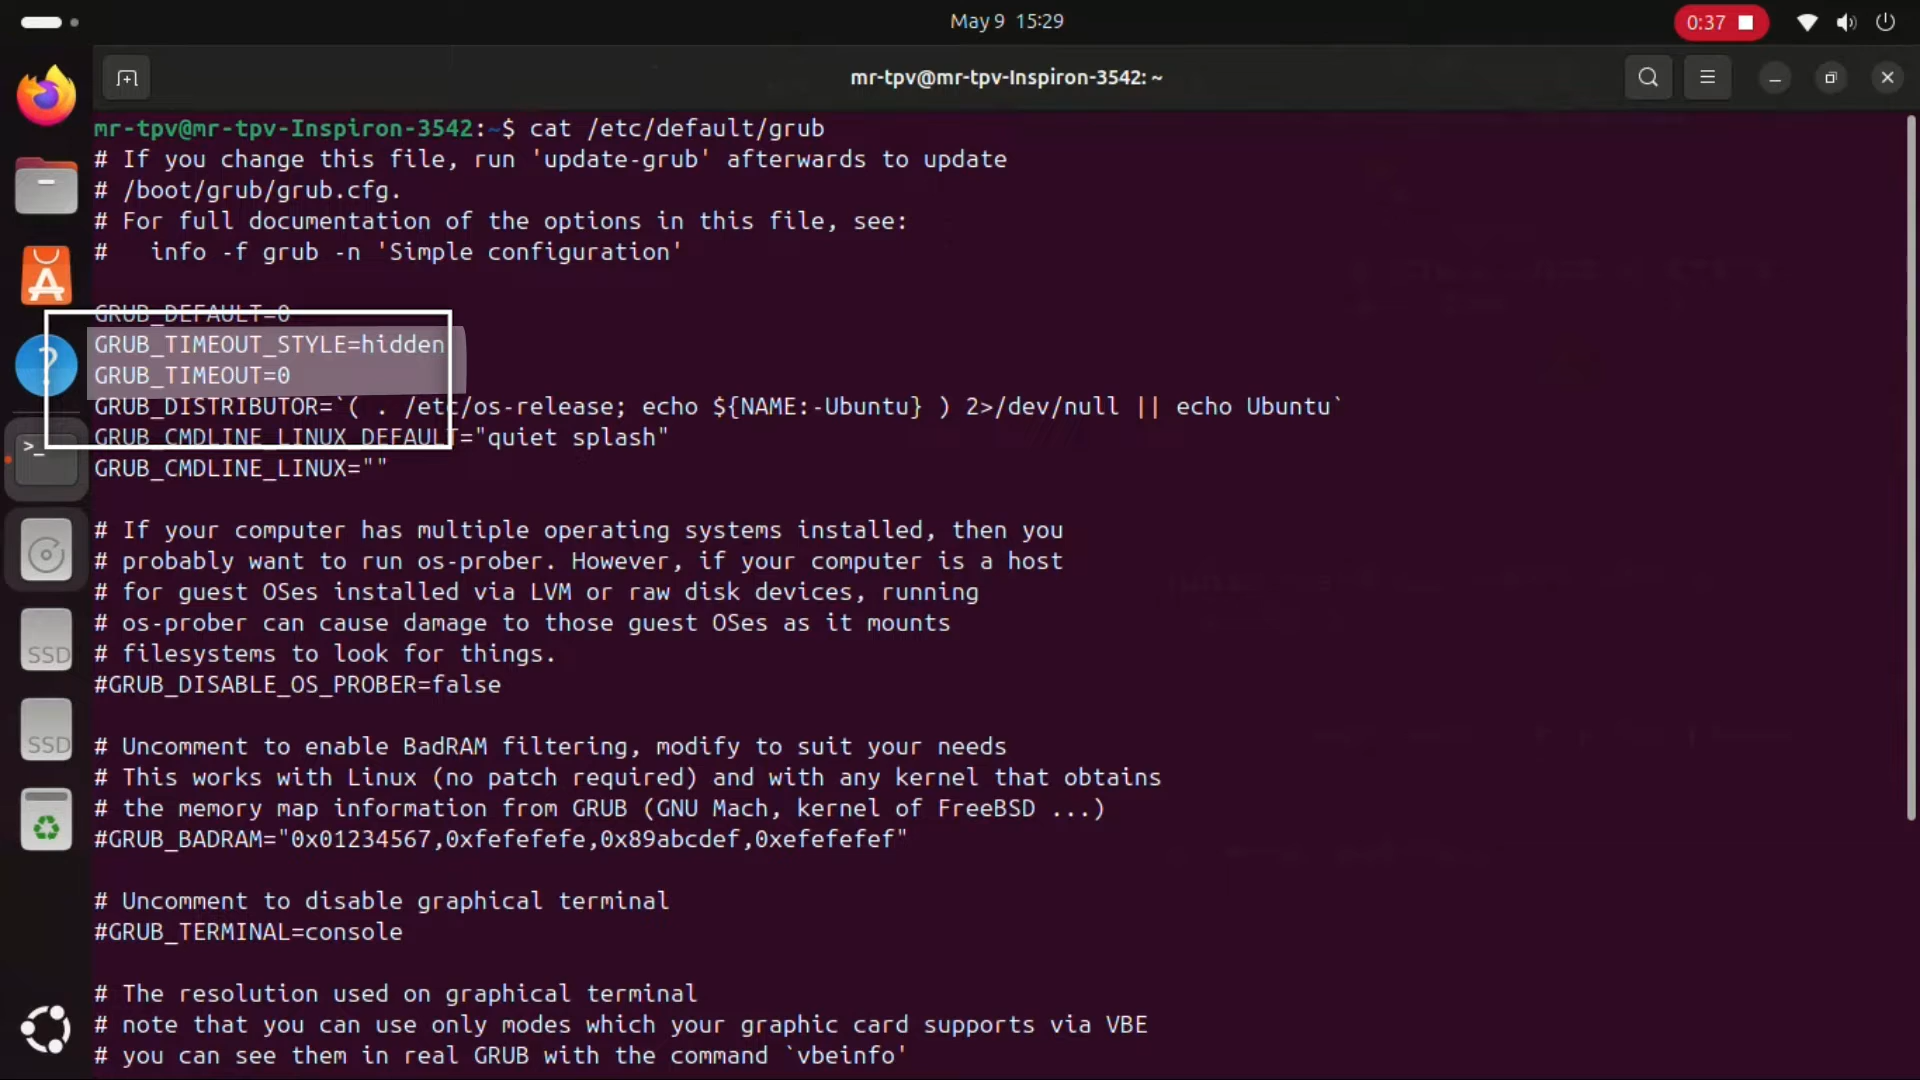 May 9 15:29
0:37
mr-tpv@mr-tpv-Inspiron-3542: ~
mr-tpv@mr-tpv-Inspiron-3542:~$ cat /etc/default/grub
# If you change this file, run 'update-grub' afterwards to update
# /boot/grub/grub.cfg.
# For full documentation of the options in this file, see:
#   info -f grub -n 'Simple configuration'
GRUB_DEFAULT=0
GRUB_TIMEOUT_STYLE=hidden
GRUB_TIMEOUT=0
GRUB_DISTRIBUTOR=`( . /etc/os-release; echo ${NAME:-Ubuntu} ) 2>/dev/null || echo Ubuntu`
GRUB_CMDLINE_LINUX_DEFAULT="quiet splash"
GRUB_CMDLINE_LINUX=""
# If your computer has multiple operating systems installed, then you
# probably want to run os-prober. However, if your computer is a host
# for guest OSes installed via LVM or raw disk devices, running
# os-prober can cause damage to those guest OSes as it mounts
# filesystems to look for things.
#GRUB_DISABLE_OS_PROBER=false
# Uncomment to enable BadRAM filtering, modify to suit your needs
# This works with Linux (no patch required) and with any kernel that obtains
# the memory map information from GRUB (GNU Mach, kernel of FreeBSD ...)
#GRUB_BADRAM="0x01234567,0xfefefefe,0x89abcdef,0xefefefef"
# Uncomment to disable graphical terminal
#GRUB_TERMINAL=console
# The resolution used on graphical terminal
# note that you can use only modes which your graphic card supports via VBE
# you can see them in real GRUB with the command `vbeinfo'
SSD
SSD